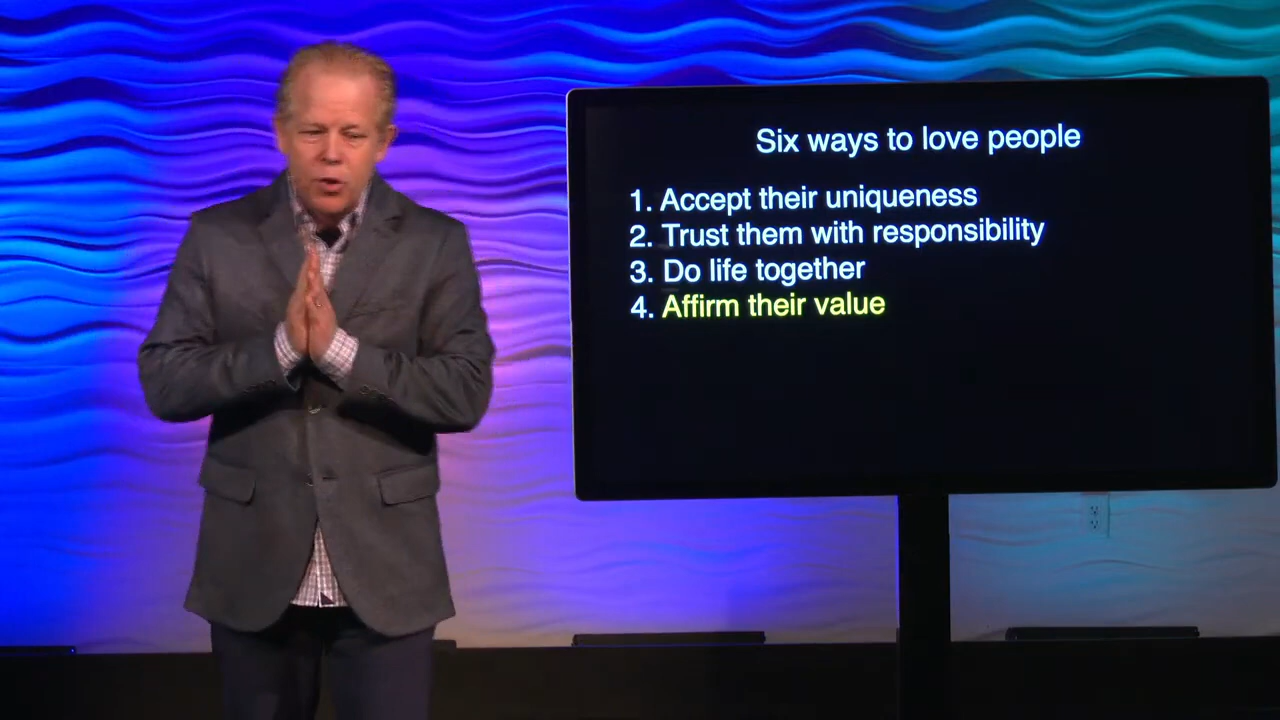 Six ways to love people
1. Accept their uniqueness
2. Trust them with responsibility
3. Do life together
4. Affirm their value